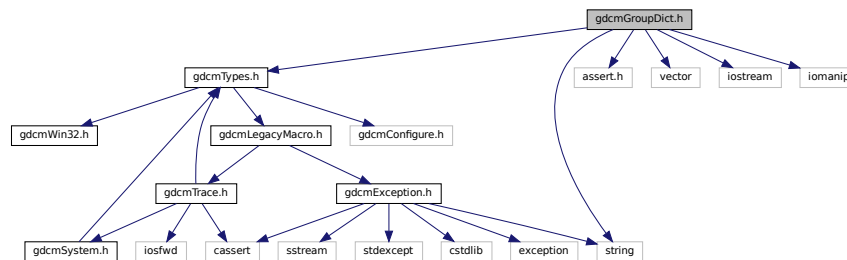 gdcmGroupDict.h
gdcmTypes.h
assert.h
vector
iostream
iomanip
gdcmWin32.h
gdcmLegacyMacro.h
gdcmConfigure.h
gdcmTrace.h
gdcmException.h
gdcmSystem.h
iosfwd
cassert
sstream
stdexcept
cstdlib
exception
string